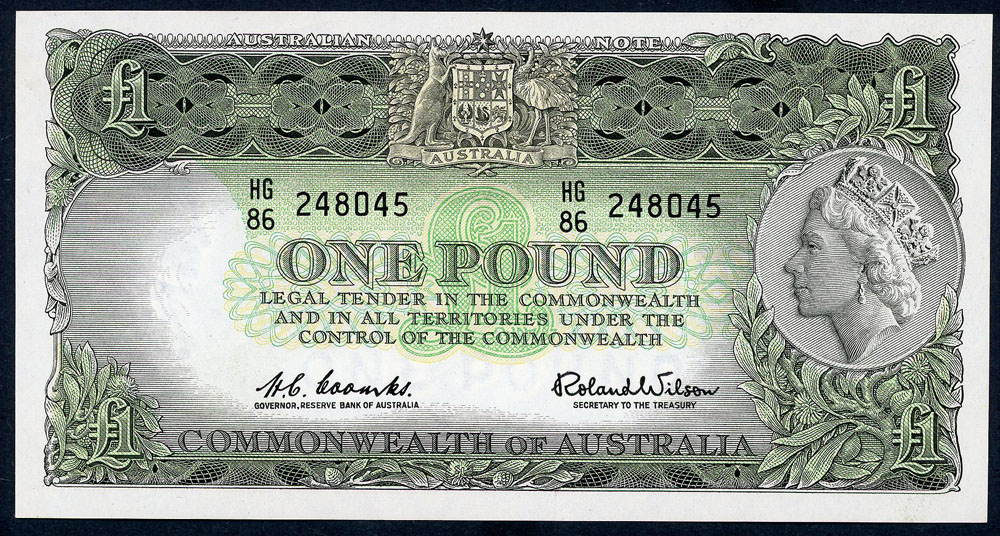 AUSTRALIAN NOTE
£1 £1
AUSTRALIA
HG 86 248045 HG 86 248045
ONE POUND
LEGAL TENDER IN THE COMMONWEALTH
AND IN ALL TERRITORIES UNDER THE
CONTROL OF THE COMMONWEALTH
H.C. Coombs. Roland Wilson
GOVERNOR, RESERVE BANK OF AUSTRALIA SECRETARY TO THE TREASURY
£1 £1
COMMONWEALTH OF AUSTRALIA